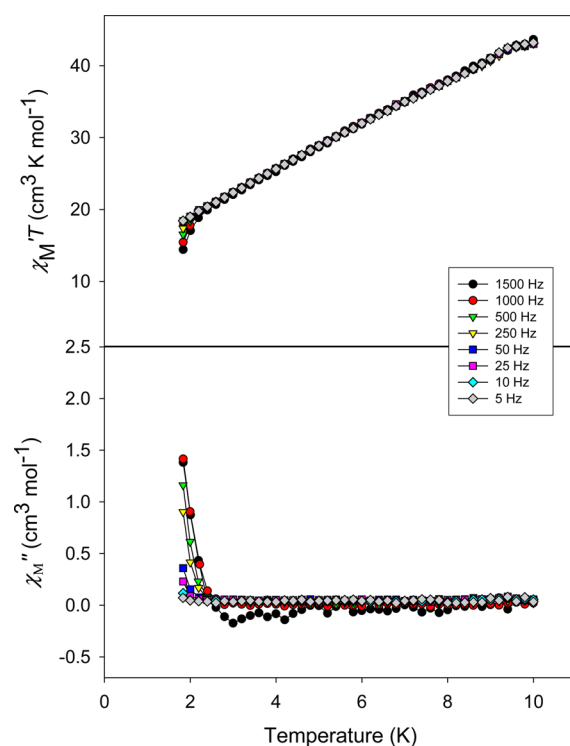 χM'T (cm3 K mol-1)
40
30
20
10
1500 Hz
1000 Hz
500 Hz
250 Hz
50 Hz
25 Hz
10 Hz
5 Hz
χM" (cm3 mol-1)
2.5
2.0
1.5
1.0
0.5
0.0
-0.5
0 2 4 6 8 10
Temperature (K)